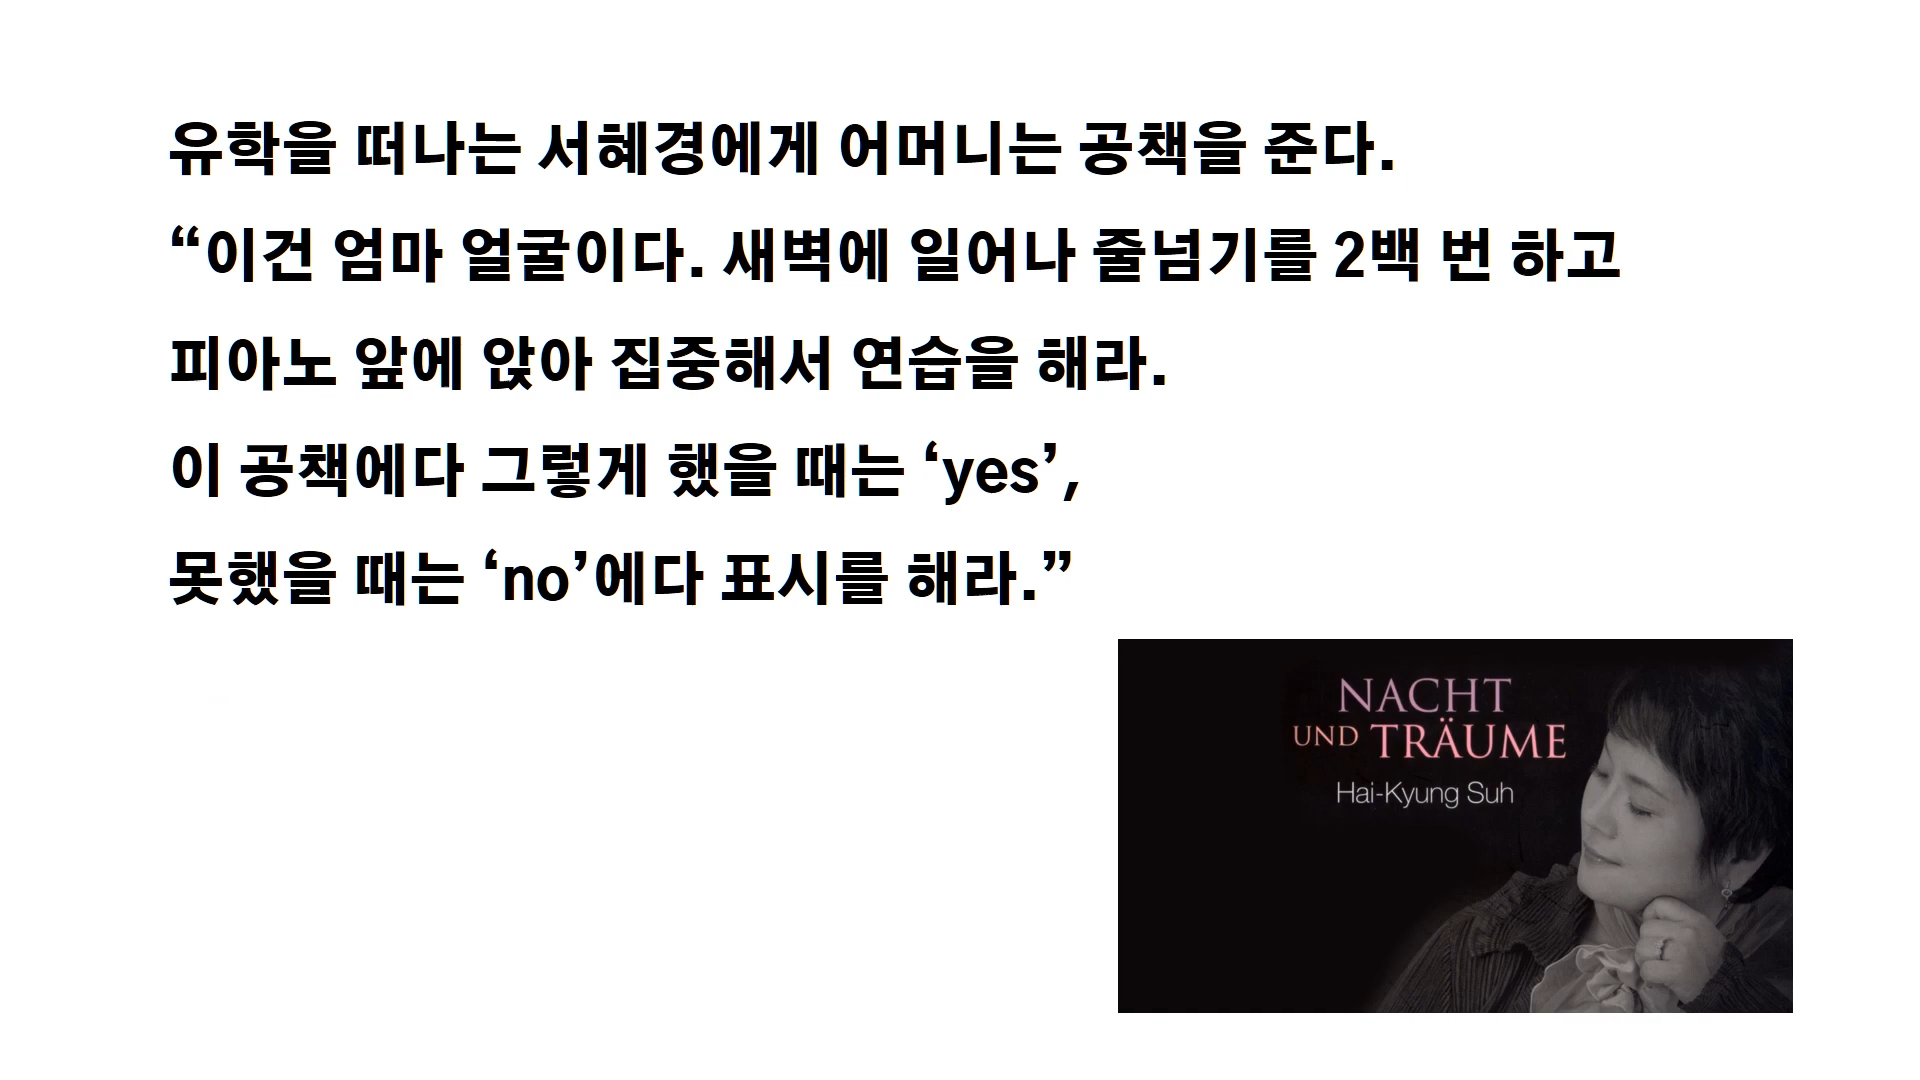 유학을 떠나는 서혜경에게 어머니는 공책을 준다.
“이건 엄마 얼굴이다. 새벽에 일어나 줄넘기를 2백 번 하고
피아노 앞에 앉아 집중해서 연습을 해라.
이 공책에다 그렇게 했을 때는 ‘yes’,
못했을 때는 ‘no’에다 표시를 해라.”
NACHT
UND TRÄUME
Hai-Kyung Suh